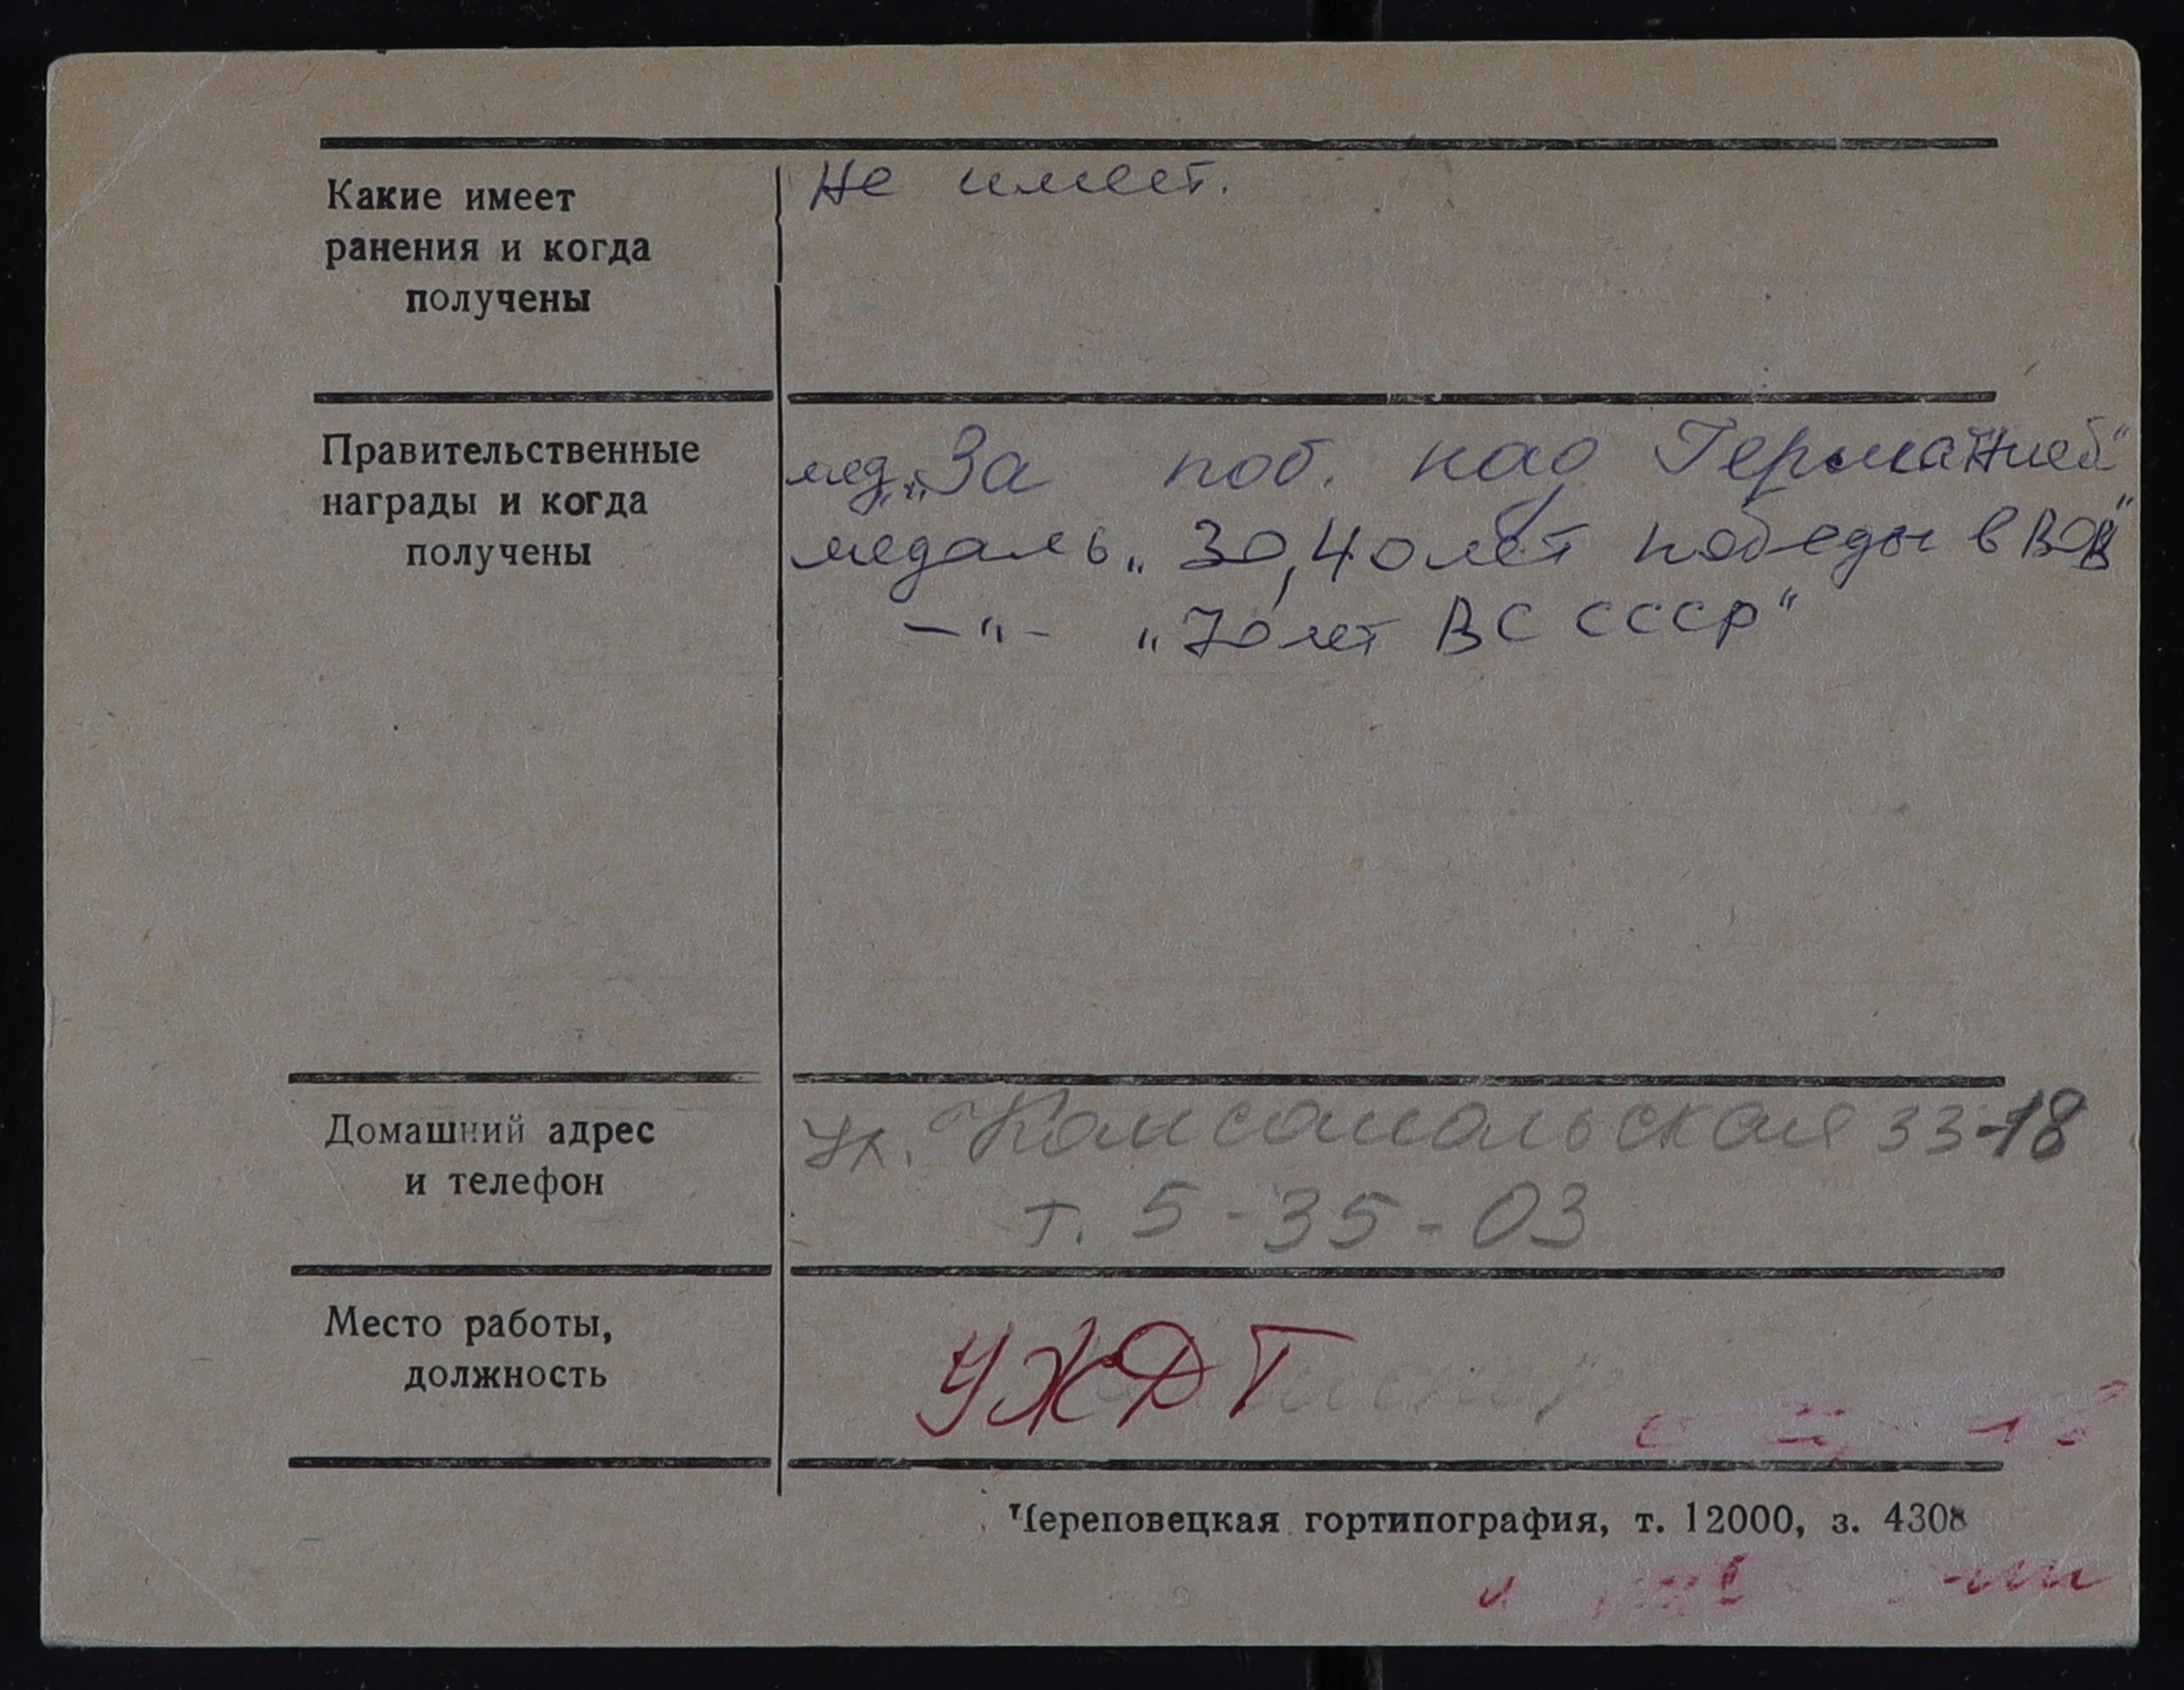 Какие имеет
ранения и когда
получены
Не имеет.
Правительственные
награды и когда
получены
мед. „За поб. над Германией“
медаль „30,40 лет победы в ВОВ“
-"- „70 лет ВС СССР“
Домашний адрес
и телефон
ул. Комсомольская 33-18
т. 5-35-03
Место работы,
должность
УЖДТ
Череповецкая гортипография, т. 12000, з. 4308